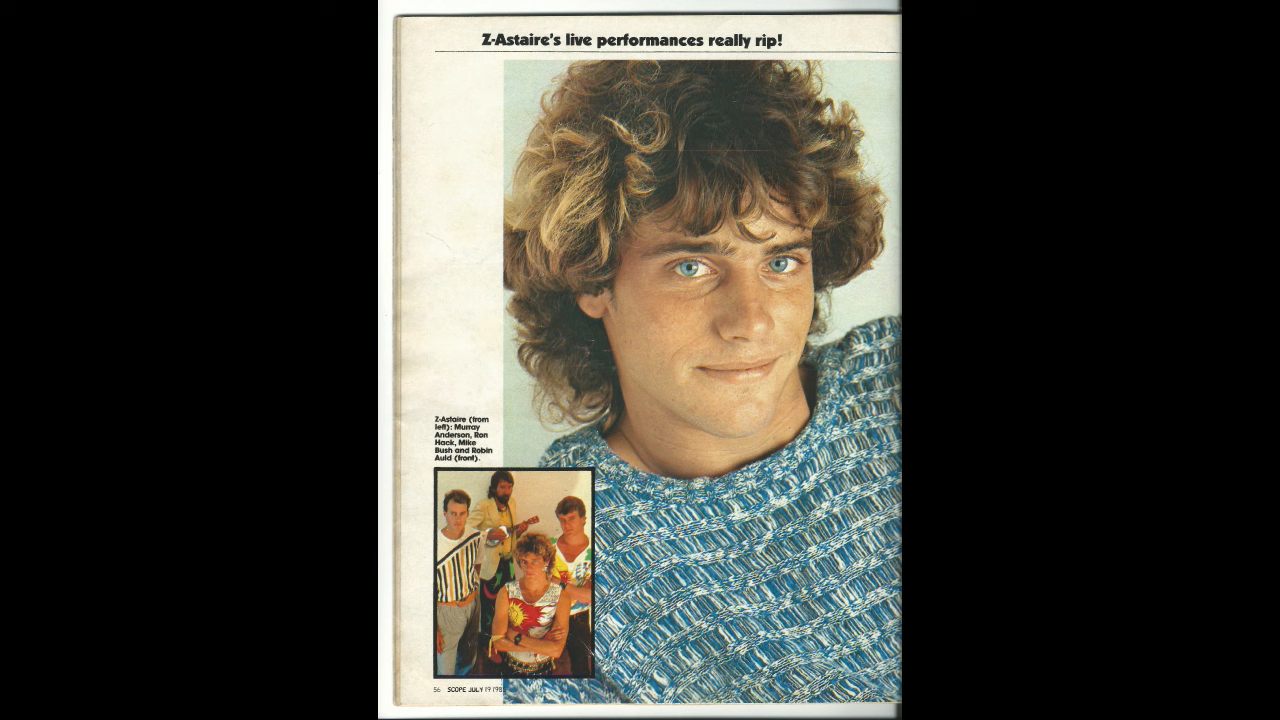 Z-Astaire's live performances really rip!
Z-Astaire (from
left): Murray
Anderson, Ron
Hack, Mike
Bush and Robin
Auld (front).
56 SCOPE JULY 19 198